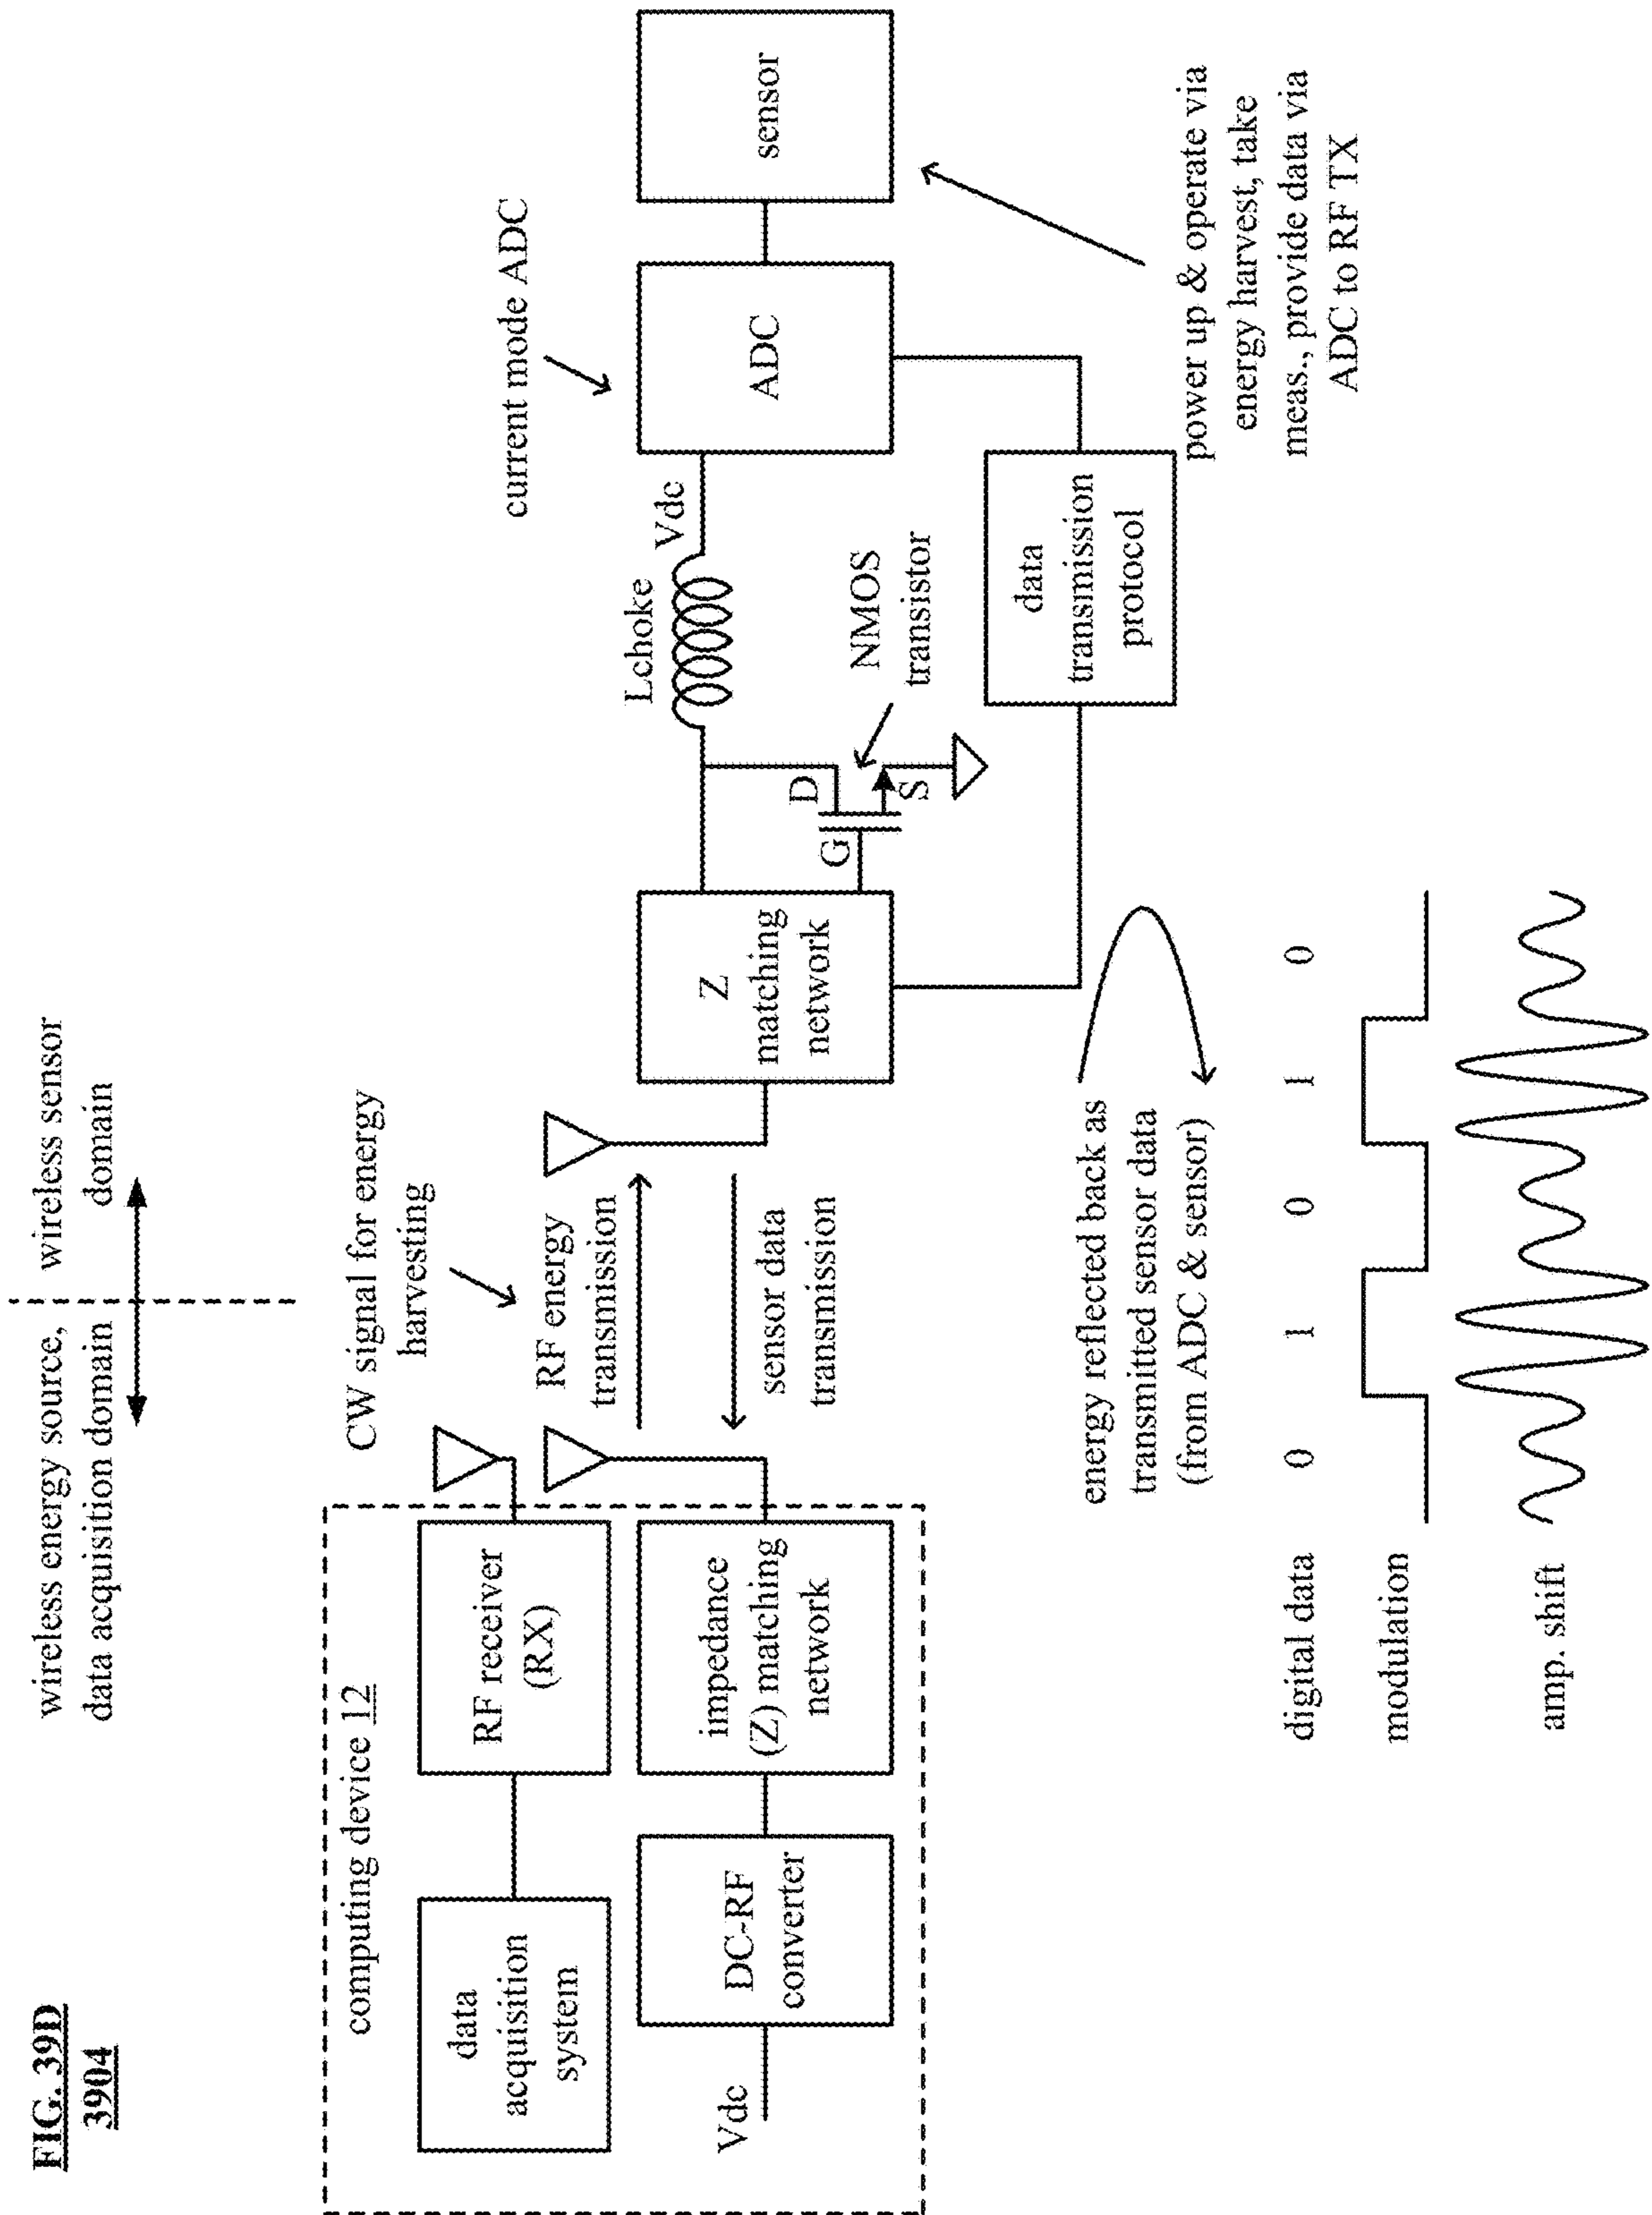 FIG. 39D
3904
wireless energy source,
data acquisition domain
wireless sensor
domain
computing device 12
data
acquisition
system
RF receiver
(RX)
Vdc
DC-RF
converter
impedance
(Z) matching
network
CW signal for energy
harvesting
RF energy
transmission
sensor data
transmission
Z
matching
network
G
D
S
NMOS
transistor
Lchoke
Vdc
current mode ADC
ADC
sensor
data
transmission
protocol
power up & operate via
energy harvest, take
meas., provide data via
ADC to RF TX
energy reflected back as
transmitted sensor data
(from ADC & sensor)
digital data 0 1 0 1 0
modulation
amp. shift